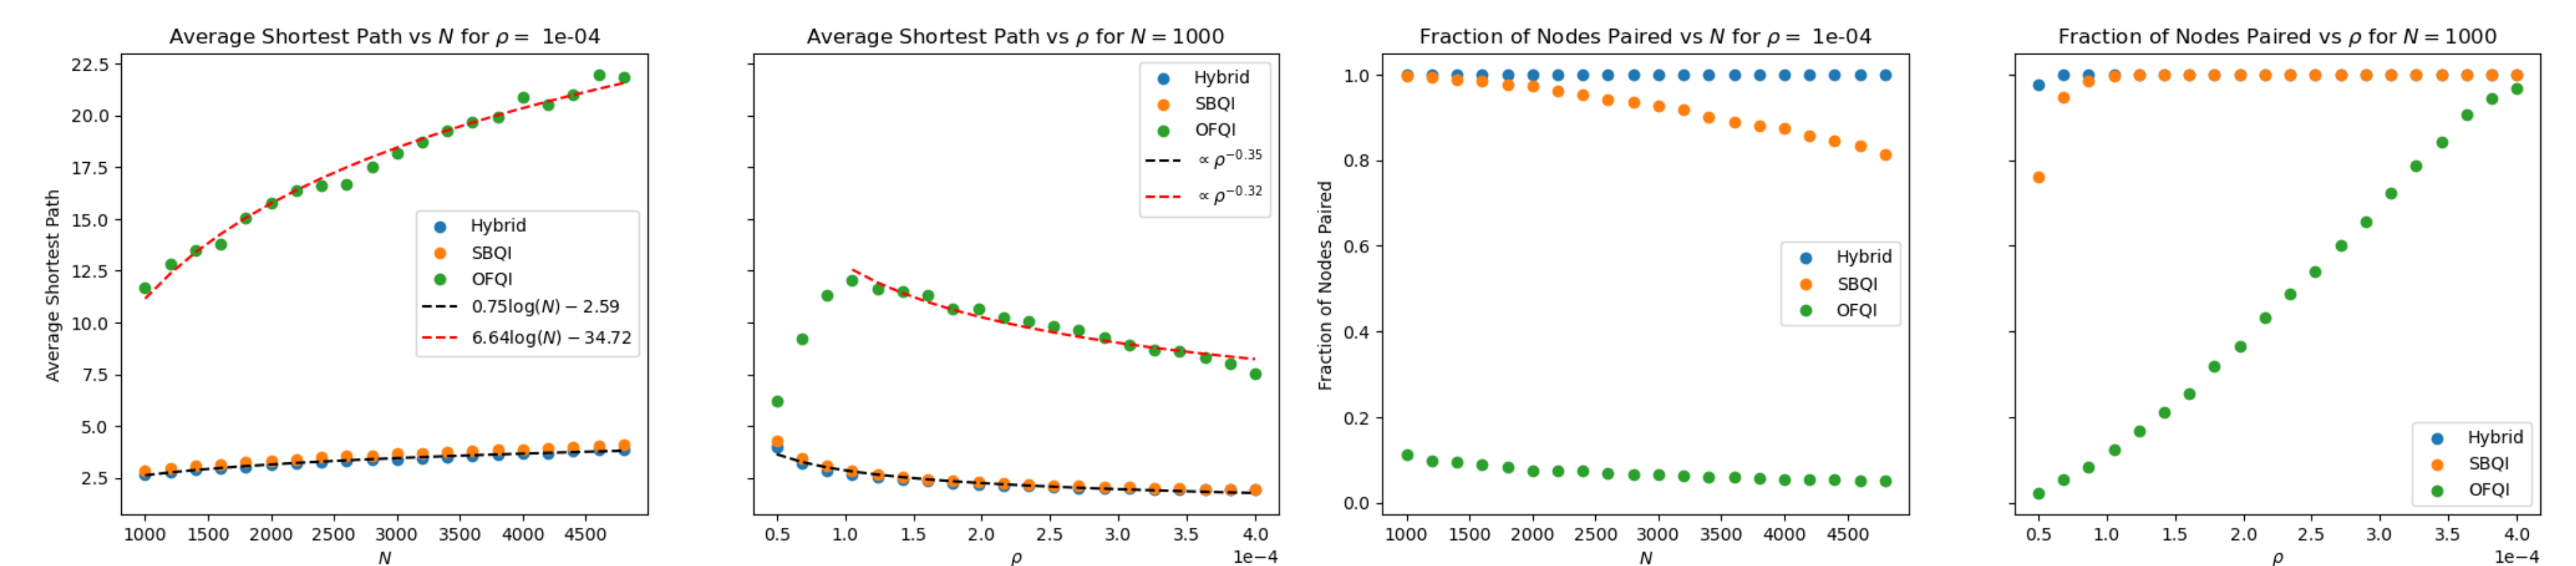 Average Shortest Path vs N for ρ = 1e-04
Average Shortest Path
22.5
20.0
17.5
15.0
12.5
10.0
7.5
5.0
2.5
Hybrid
SBQI
OFQI
0.75log(N) − 2.59
6.64log(N) − 34.72
1000 1500 2000 2500 3000 3500 4000 4500
N
Average Shortest Path vs ρ for N = 1000
Hybrid
SBQI
OFQI
∝ ρ^−0.35
∝ ρ^−0.32
0.5 1.0 1.5 2.0 2.5 3.0 3.5 4.0
1e−4
ρ
Fraction of Nodes Paired vs N for ρ = 1e-04
Fraction of Nodes Paired
1.0
0.8
0.6
0.4
0.2
0.0
Hybrid
SBQI
OFQI
1000 1500 2000 2500 3000 3500 4000 4500
N
Fraction of Nodes Paired vs ρ for N = 1000
Hybrid
SBQI
OFQI
0.5 1.0 1.5 2.0 2.5 3.0 3.5 4.0
1e−4
ρ